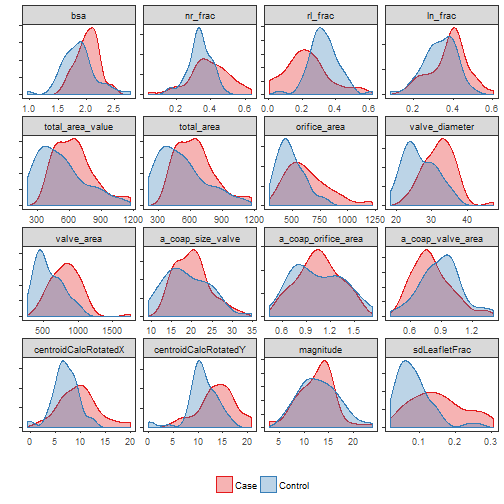 bsa nr_frac rl_frac ln_frac
1.0 1.5 2.0 2.5 0.2 0.4 0.6 0.0 0.2 0.4 0.6 0.2 0.4 0.6
total_area_value total_area orifice_area valve_diameter
300 600 900 1200 300 600 900 1200 500 750 1000 1250 20 30 40
valve_area a_coap_size_valve a_coap_orifice_area a_coap_valve_area
500 1000 1500 10 15 20 25 30 35 0.6 0.9 1.2 1.5 0.6 0.9 1.2
centroidCalcRotatedX centroidCalcRotatedY magnitude sdLeafletFrac
0 5 10 15 20 0 5 10 15 20 5 10 15 20 0.1 0.2 0.3
Case Control